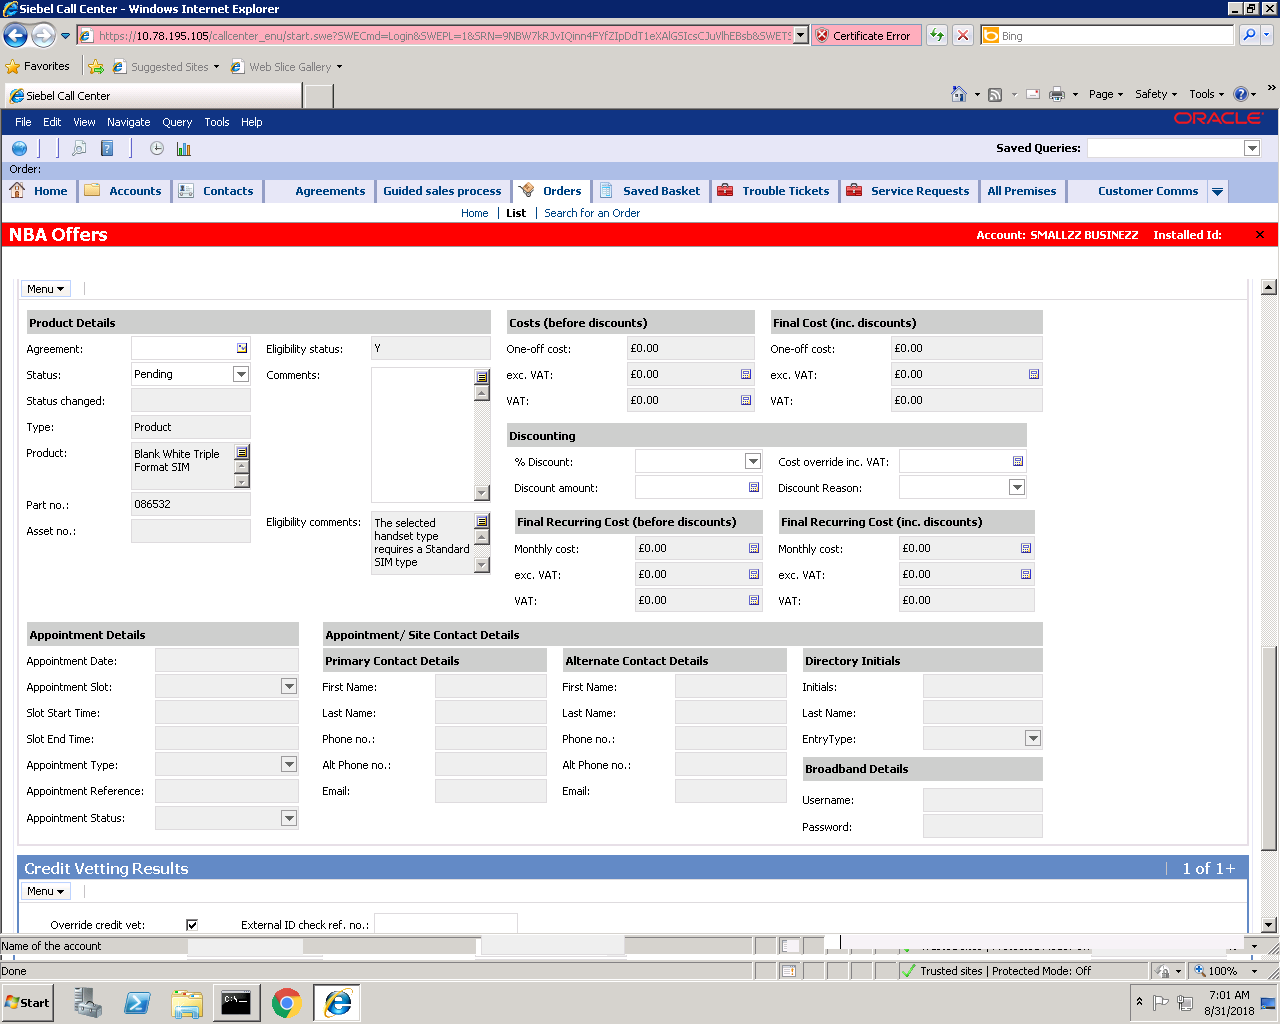 Siebel Call Center - Windows Internet Explorer
https://10.78.195.105/callcenter_enu/start.swe?SWECmd=Login&SWEPL=1&SRN=
Certificate Error
Bing
Favorites Suggested Sites Web Slice Gallery
Siebel Call Center
Page Safety Tools »
File Edit View Navigate Query Tools Help
ORACLE
Saved Queries:
Order:
Home Accounts Contacts Agreements Guided sales process Orders Saved Basket Trouble Tickets Service Requests All Premises Customer Comms
Home | List | Search for an Order
NBA Offers Account: SMALLZZ BUSINEZZ Installed Id: ×
Menu
Product Details Costs (before discounts) Final Cost (inc. discounts)
Agreement: Eligibility status: Y One-off cost: £0.00 One-off cost: £0.00
Status: Pending Comments: exc. VAT: £0.00 exc. VAT: £0.00
Status changed: VAT: £0.00 VAT: £0.00
Type: Product
Discounting
Product: Blank White Triple
Format SIM
% Discount: Cost override inc. VAT:
Discount amount: Discount Reason:
Part no.: 086532
Asset no.:
Eligibility comments: The selected
handset type
requires a Standard
SIM type
Final Recurring Cost (before discounts) Final Recurring Cost (inc. discounts)
Monthly cost: £0.00 Monthly cost: £0.00
exc. VAT: £0.00 exc. VAT: £0.00
VAT: £0.00 VAT: £0.00
Appointment Details Appointment/ Site Contact Details
Appointment Date: Primary Contact Details Alternate Contact Details Directory Initials
Appointment Slot: First Name: First Name: Initials:
Slot Start Time: Last Name: Last Name: Last Name:
Slot End Time: Phone no.: Phone no.: EntryType:
Appointment Type: Alt Phone no.: Alt Phone no.: Broadband Details
Appointment Reference: Email: Email: Username:
Appointment Status: Password:
Credit Vetting Results 1 of 1+
Menu
Override credit vet: External ID check ref. no.:
Name of the account
Done Trusted sites | Protected Mode: Off 100%
Start
7:01 AM
8/31/2018